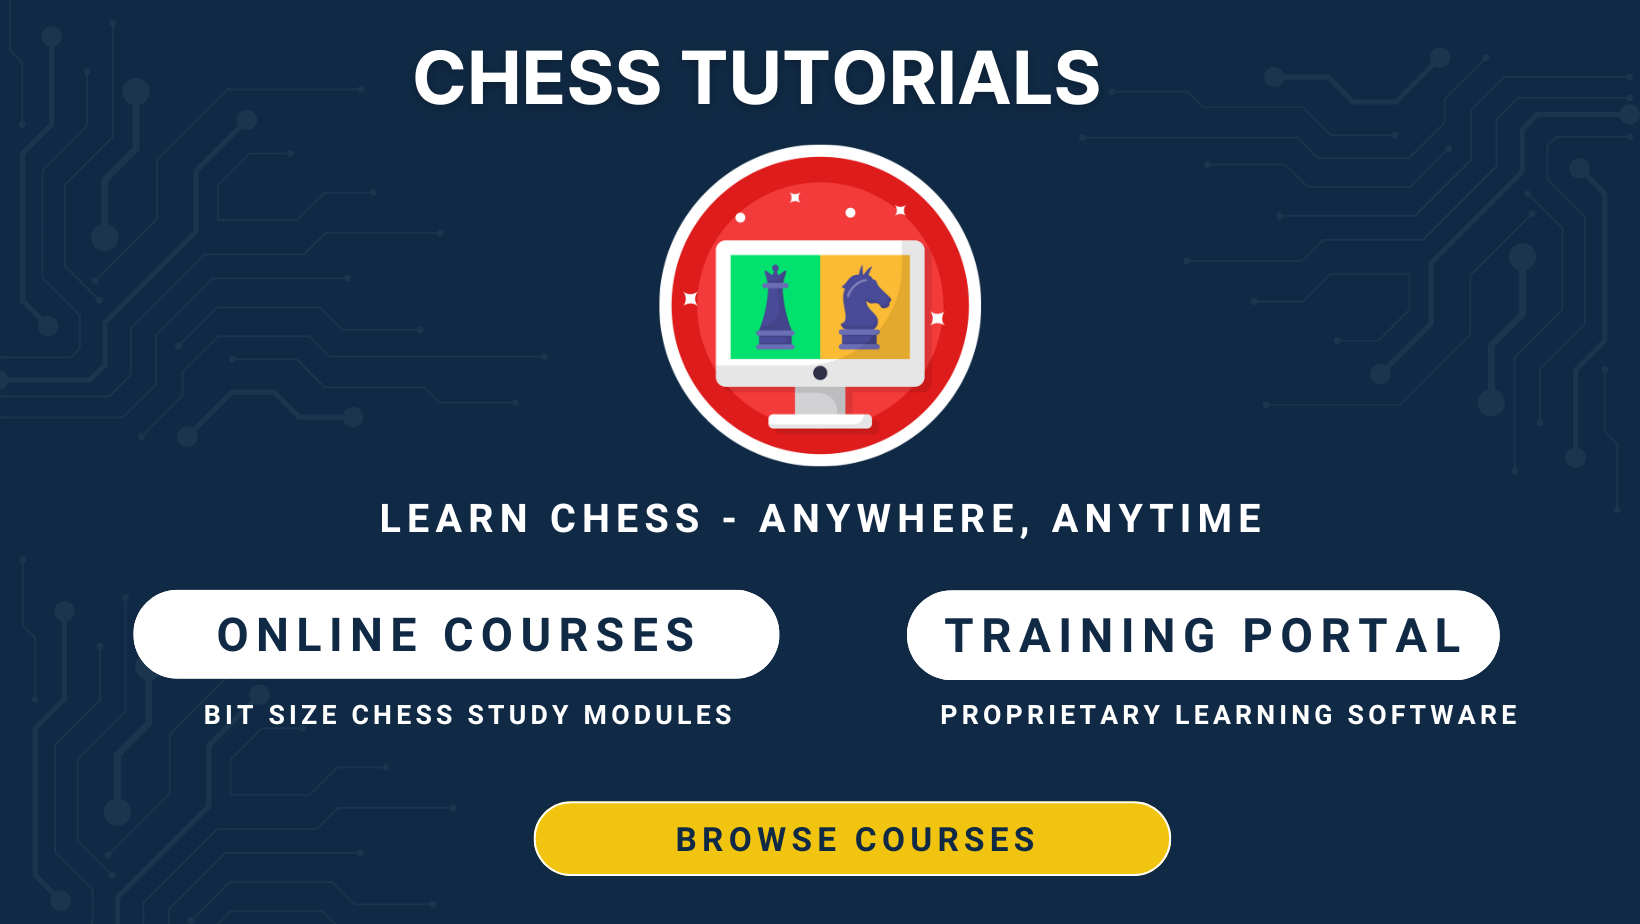 CHESS TUTORIALS
LEARN CHESS - ANYWHERE, ANYTIME
ONLINE COURSES
BIT SIZE CHESS STUDY MODULES
TRAINING PORTAL
PROPRIETARY LEARNING SOFTWARE
BROWSE COURSES